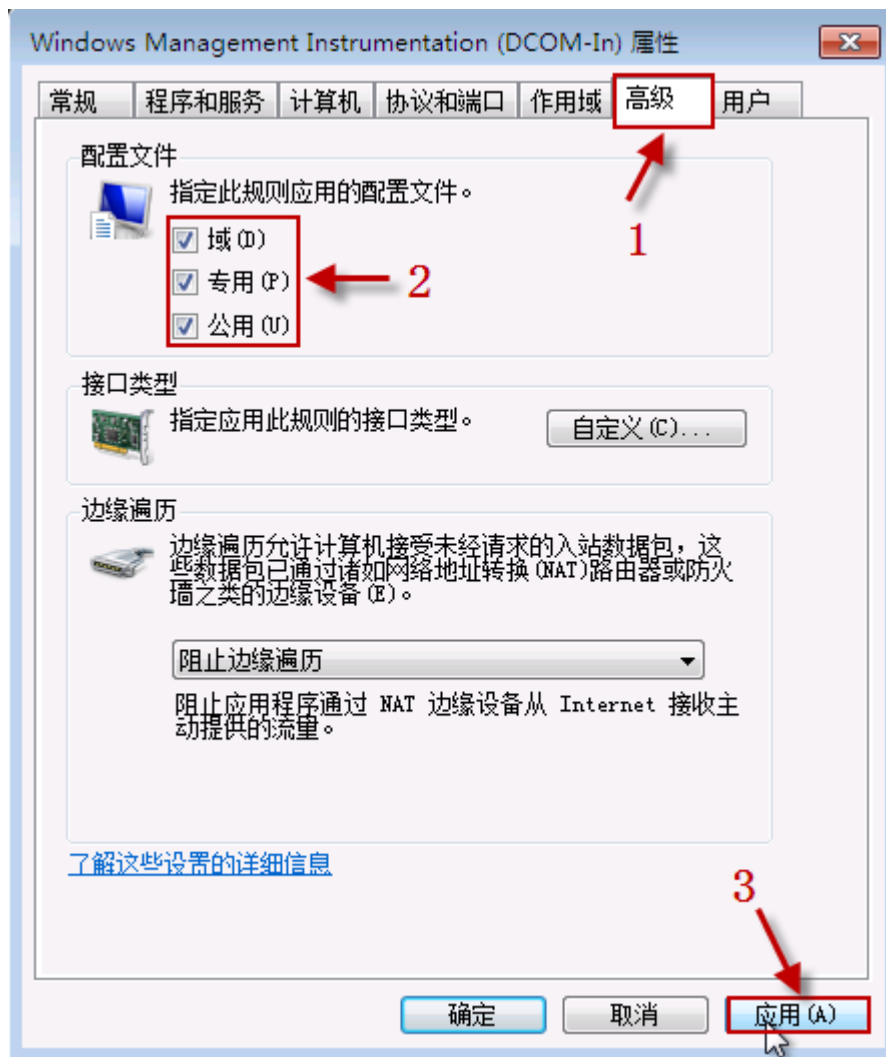 Windows Management Instrumentation (DCOM-In) 属性
常规 程序和服务 计算机 协议和端口 作用域 高级 用户
配置文件
指定此规则应用的配置文件。
域(D)
专用(P)
公用(U)
1
2
接口类型
指定应用此规则的接口类型。
自定义(C)...
边缘遍历
边缘遍历允许计算机接受未经请求的入站数据包，这
些数据包已通过诸如网络地址转换(NAT)路由器或防火
墙之类的边缘设备(E)。
阻止边缘遍历
阻止应用程序通过 NAT 边缘设备从 Internet 接收主
动提供的流量。
了解这些设置的详细信息
3
确定 取消 应用(A)